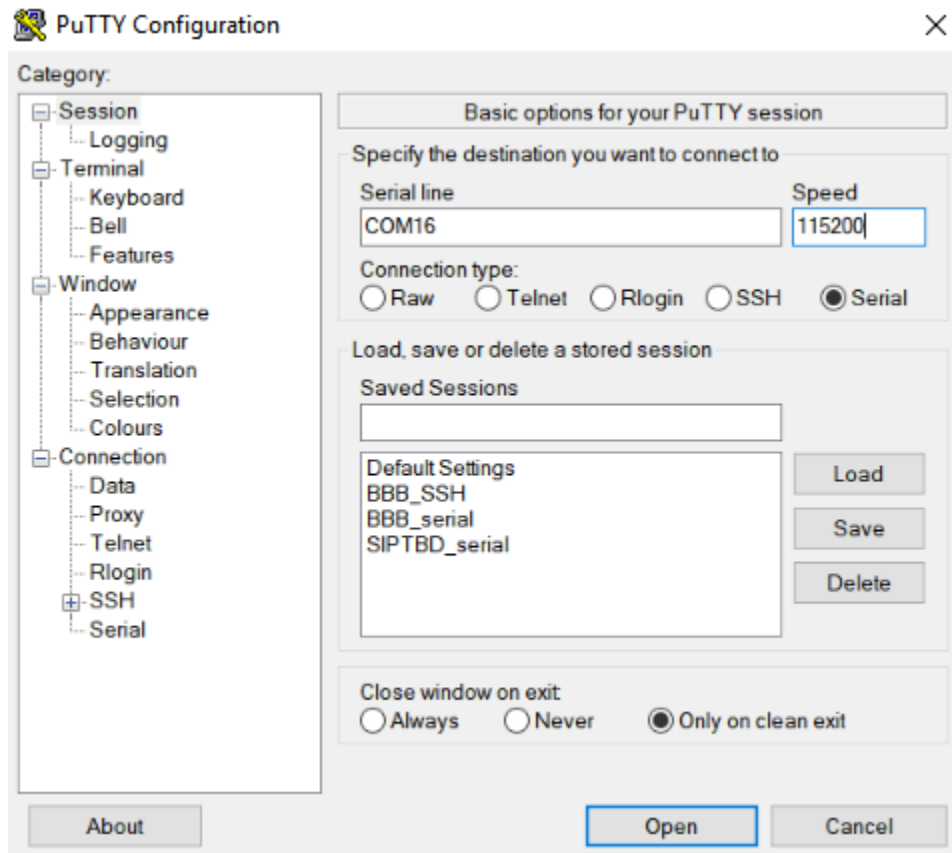 PuTTY Configuration
Category:
Session
Logging
Terminal
Keyboard
Bell
Features
Window
Appearance
Behaviour
Translation
Selection
Colours
Connection
Data
Proxy
Telnet
Rlogin
SSH
Serial
Basic options for your PuTTY session
Specify the destination you want to connect to
Serial line Speed
COM16 115200
Connection type:
Raw Telnet Rlogin SSH Serial
Load, save or delete a stored session
Saved Sessions
Default Settings
BBB_SSH
BBB_serial
SIPTBD_serial
Load
Save
Delete
Close window on exit:
Always Never Only on clean exit
About Open Cancel